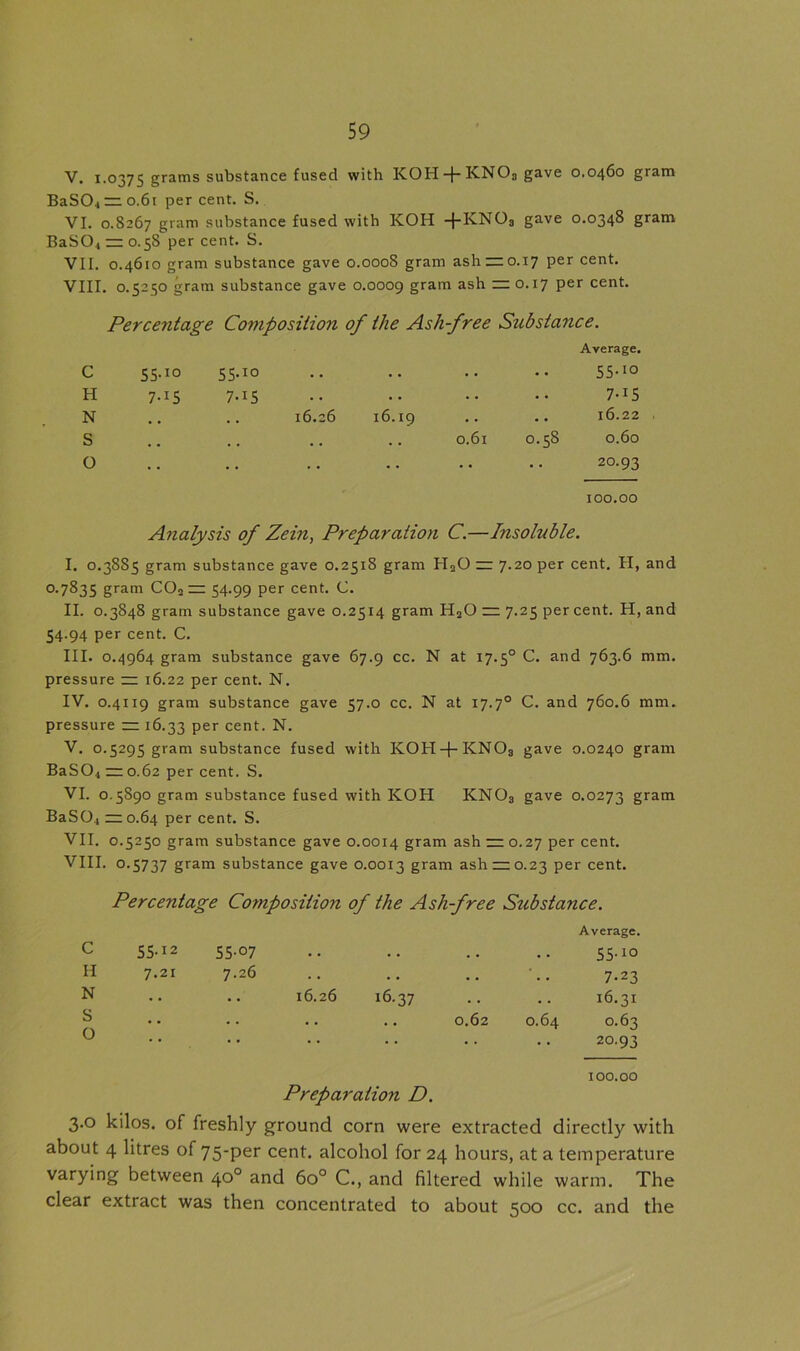 59
V. 1.0375 grams substance fused with KOH+KNO₃ gave 0.0460 gram
BaSO₄ = 0.61 per cent. S.
VI. 0.8267 gram substance fused with KOH +KNO₃ gave 0.0348 gram
BaSO₄ = 0.58 per cent. S.
VII. 0.4610 gram substance gave 0.0008 gram ash = 0.17 per cent.
VIII. 0.5250 gram substance gave 0.0009 gram ash = 0.17 per cent.
Percentage Composition of the Ash-free Substance.
Average.
C 55.10 55.10 .. .. .. .. 55.10
H 7.15 7.15 .. .. .. .. 7.15
N .. .. 16.26 16.19 .. .. 16.22
S .. .. .. .. 0.61 0.58 0.60
O .. .. .. .. .. .. 20.93
100.00
Analysis of Zein, Preparation C.—Insoluble.
I. 0.3885 gram substance gave 0.2518 gram H₂O = 7.20 per cent. H, and
0.7835 gram CO₂ = 54.99 per cent. C.
II. 0.3848 gram substance gave 0.2514 gram H₂O = 7.25 per cent. H, and
54.94 per cent. C.
III. 0.4964 gram substance gave 67.9 cc. N at 17.5° C. and 763.6 mm.
pressure = 16.22 per cent. N.
IV. 0.4119 gram substance gave 57.0 cc. N at 17.7° C. and 760.6 mm.
pressure = 16.33 per cent. N.
V. 0.5295 gram substance fused with KOH+KNO₃ gave 0.0240 gram
BaSO₄ = 0.62 per cent. S.
VI. 0.5890 gram substance fused with KOH KNO₃ gave 0.0273 gram
BaSO₄ = 0.64 per cent. S.
VII. 0.5250 gram substance gave 0.0014 gram ash = 0.27 per cent.
VIII. 0.5737 gram substance gave 0.0013 gram ash = 0.23 per cent.
Percentage Composition of the Ash-free Substance.
Average.
C 55.12 55.07 .. .. .. .. 55.10
H 7.21 7.26 .. .. .. .. 7.23
N .. .. 16.26 16.37 .. .. 16.31
S .. .. .. .. 0.62 0.64 0.63
O .. .. .. .. .. .. 20.93
100.00
Preparation D.
3.0 kilos. of freshly ground corn were extracted directly with
about 4 litres of 75-per cent. alcohol for 24 hours, at a temperature
varying between 40° and 60° C., and filtered while warm. The
clear extract was then concentrated to about 500 cc. and the